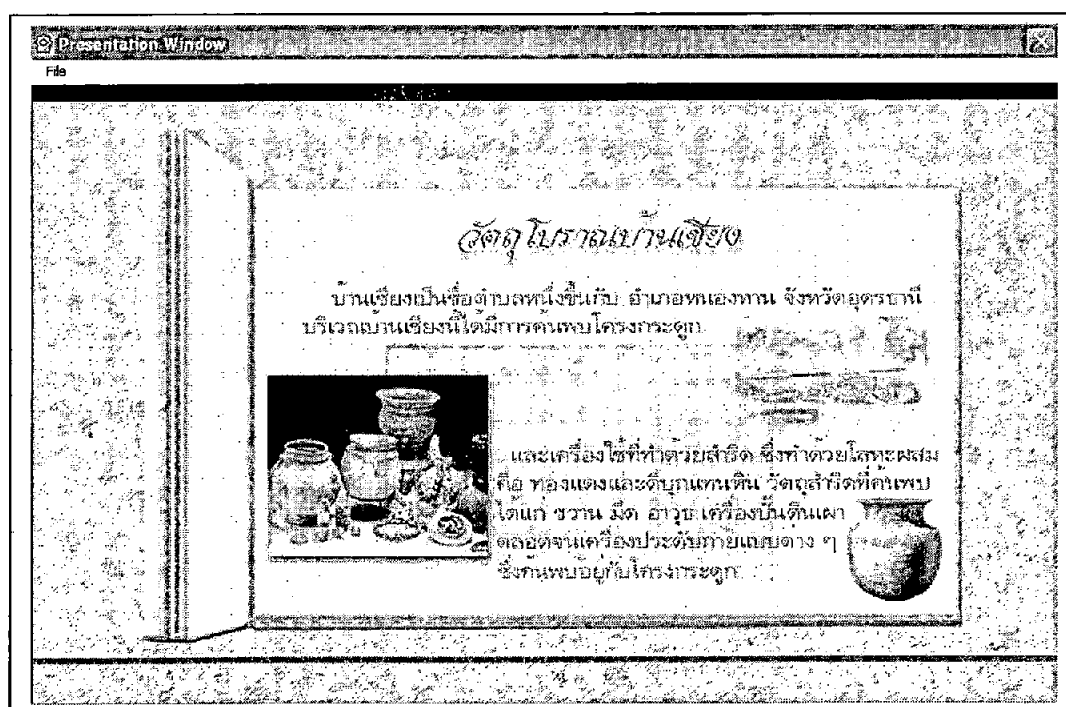 Presentation Window
File
วัตถุโบราณบ้านเชียง
บ้านเชียงเป็นชื่อตำบลหนึ่งขึ้นกับ อำเภอหนองหาน จังหวัดอุดรธานี
บริเวณบ้านเชียงนี้ได้มีการค้นพบโครงกระดูก
และเครื่องใช้ที่ทำด้วยสำริด ซึ่งทำด้วยโลหะผสม
คือ ทองแดงและดีบุกแทนหิน วัตถุสำริดที่ค้นพบ
ได้แก่ ขวาน มีด อาวุธ เครื่องปั้นดินเผา
ตลอดจนเครื่องประดับกายแบบต่าง ๆ
ซึ่งค้นพบอยู่กับโครงกระดูก